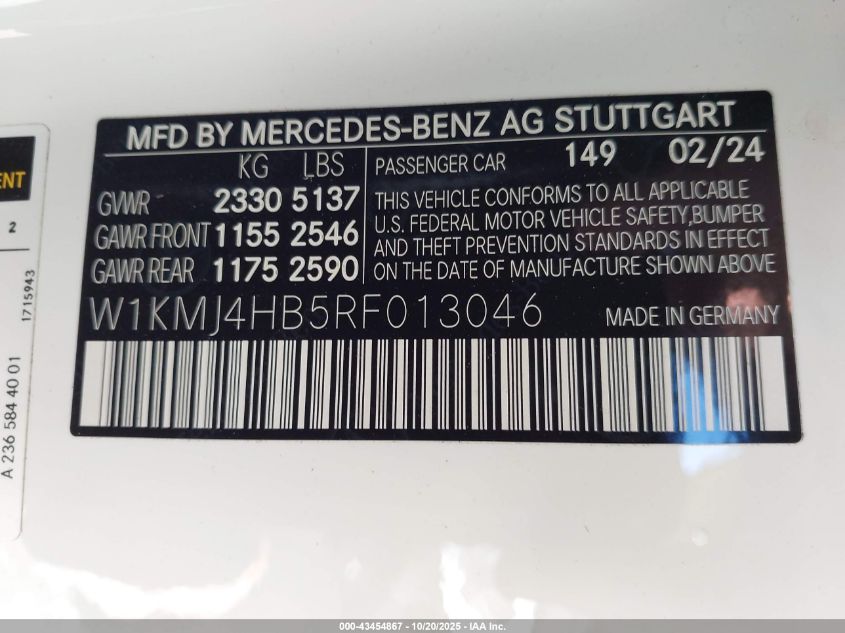 MFD BY MERCEDES-BENZ AG STUTTGART
KG LBS
GVWR 2330 5137
GAWR FRONT 1155 2546
GAWR REAR 1175 2590
PASSENGER CAR 149 02/24
THIS VEHICLE CONFORMS TO ALL APPLICABLE
U.S. FEDERAL MOTOR VEHICLE SAFETY,BUMPER
AND THEFT PREVENTION STANDARDS IN EFFECT
ON THE DATE OF MANUFACTURE SHOWN ABOVE
W1KMJ4HB5RF013046 MADE IN GERMANY
2
1715943
A 236 584 40 01
000-43454867 - 10/20/2025 - IAA Inc.